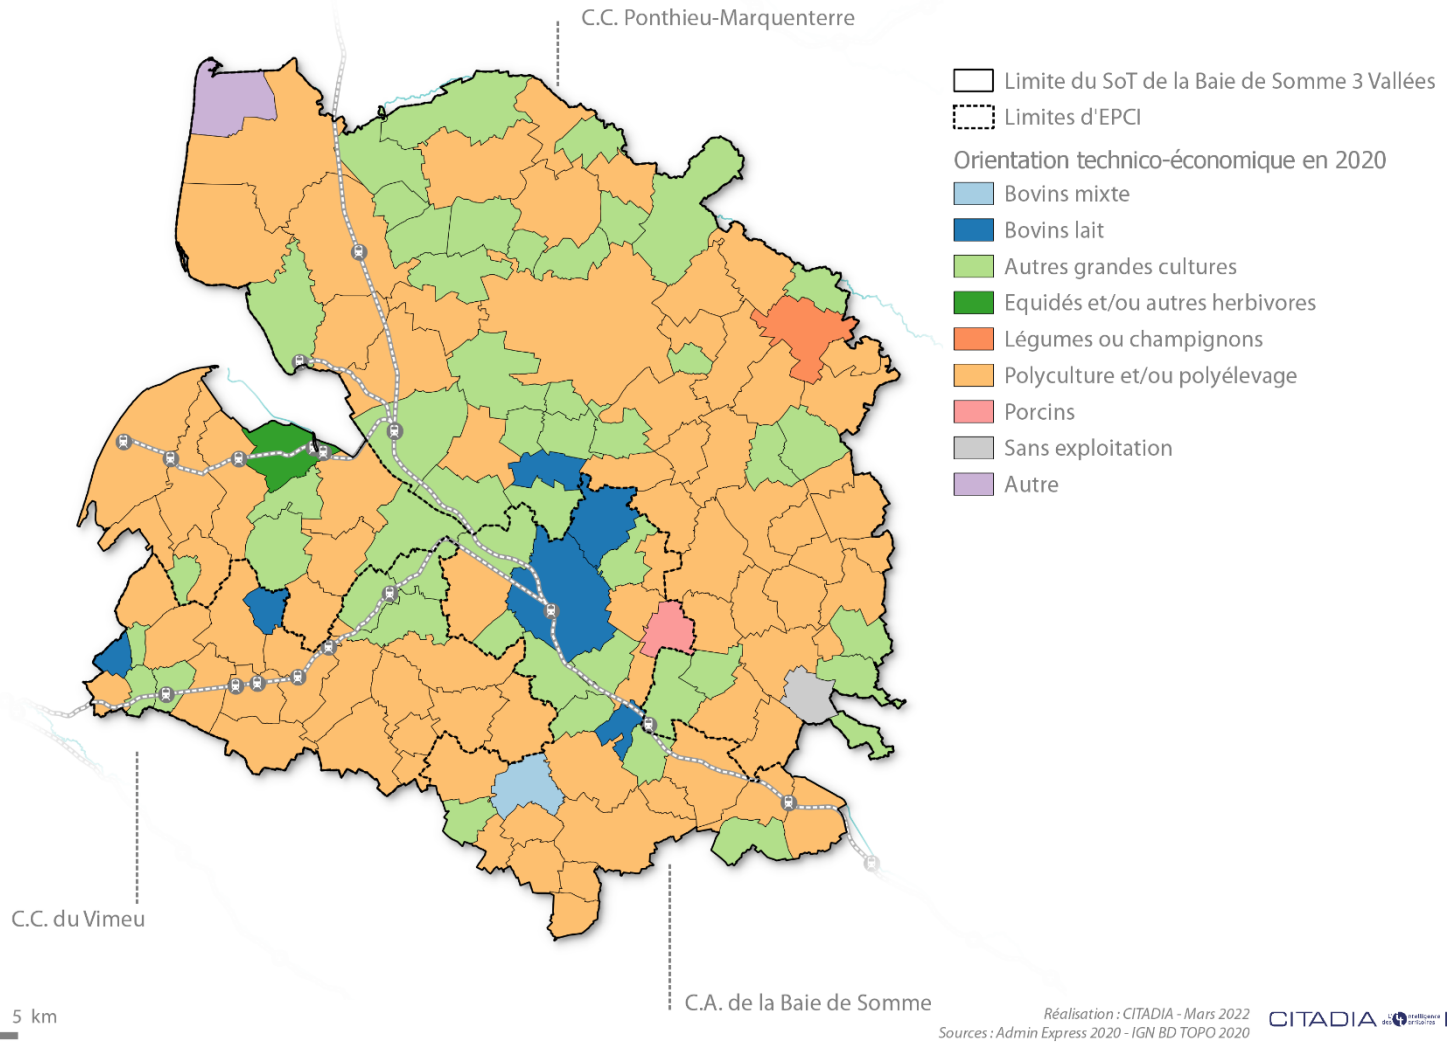 C.C. Ponthieu-Marquenterre
Limite du SoT de la Baie de Somme 3 Vallées
Limites d'EPCI
Orientation technico-économique en 2020
Bovins mixte
Bovins lait
Autres grandes cultures
Equidés et/ou autres herbivores
Légumes ou champignons
Polyculture et/ou polyélevage
Porcins
Sans exploitation
Autre
C.C. du Vimeu
C.A. de la Baie de Somme
5 km
Réalisation : CITADIA - Mars 2022
Sources : Admin Express 2020 - IGN BD TOPO 2020
CITADIA